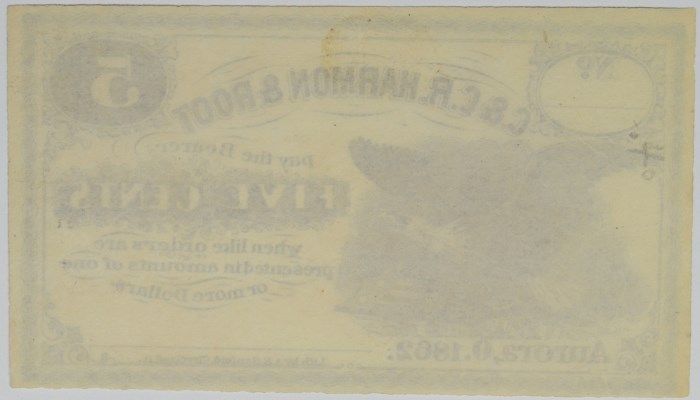 No.
5
C. & C. R. HARMON & ROOT
pay the Bearer,
FIVE CENTS
when like orders are
presented in amounts of one
or more Dollars
Aurora, O. 1862.